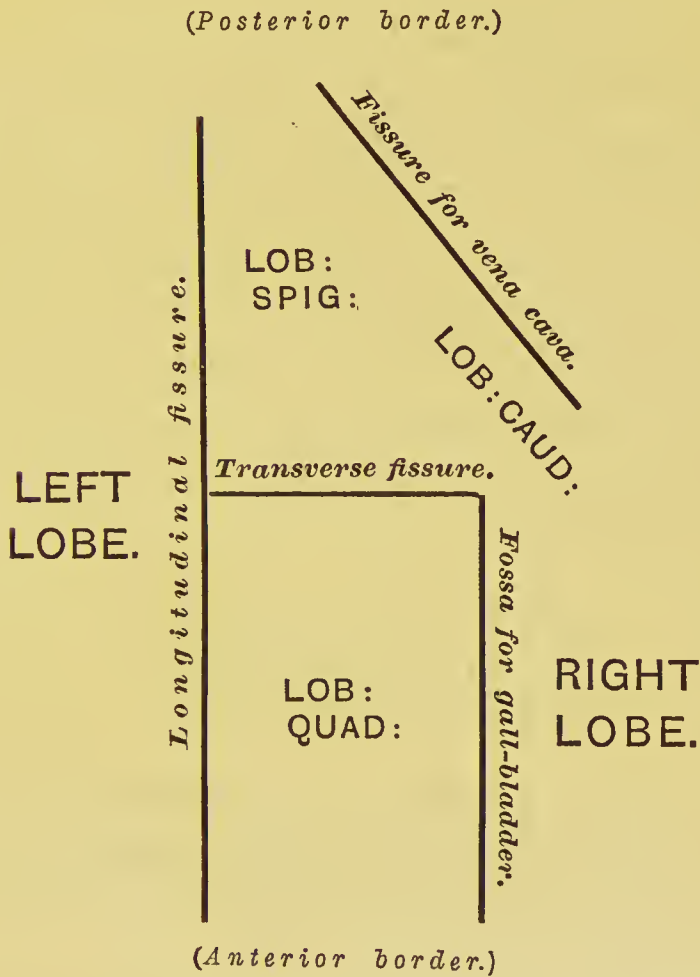 (Posterior border.)
Fissure for vena cava.
LOB:
SPIG:
Longitudinal fissure.
LOB: CAUD:
Transverse fissure.
LEFT
LOBE.
Fossa for gall-bladder.
LOB:
QUAD:
RIGHT
LOBE.
(Anterior border.)